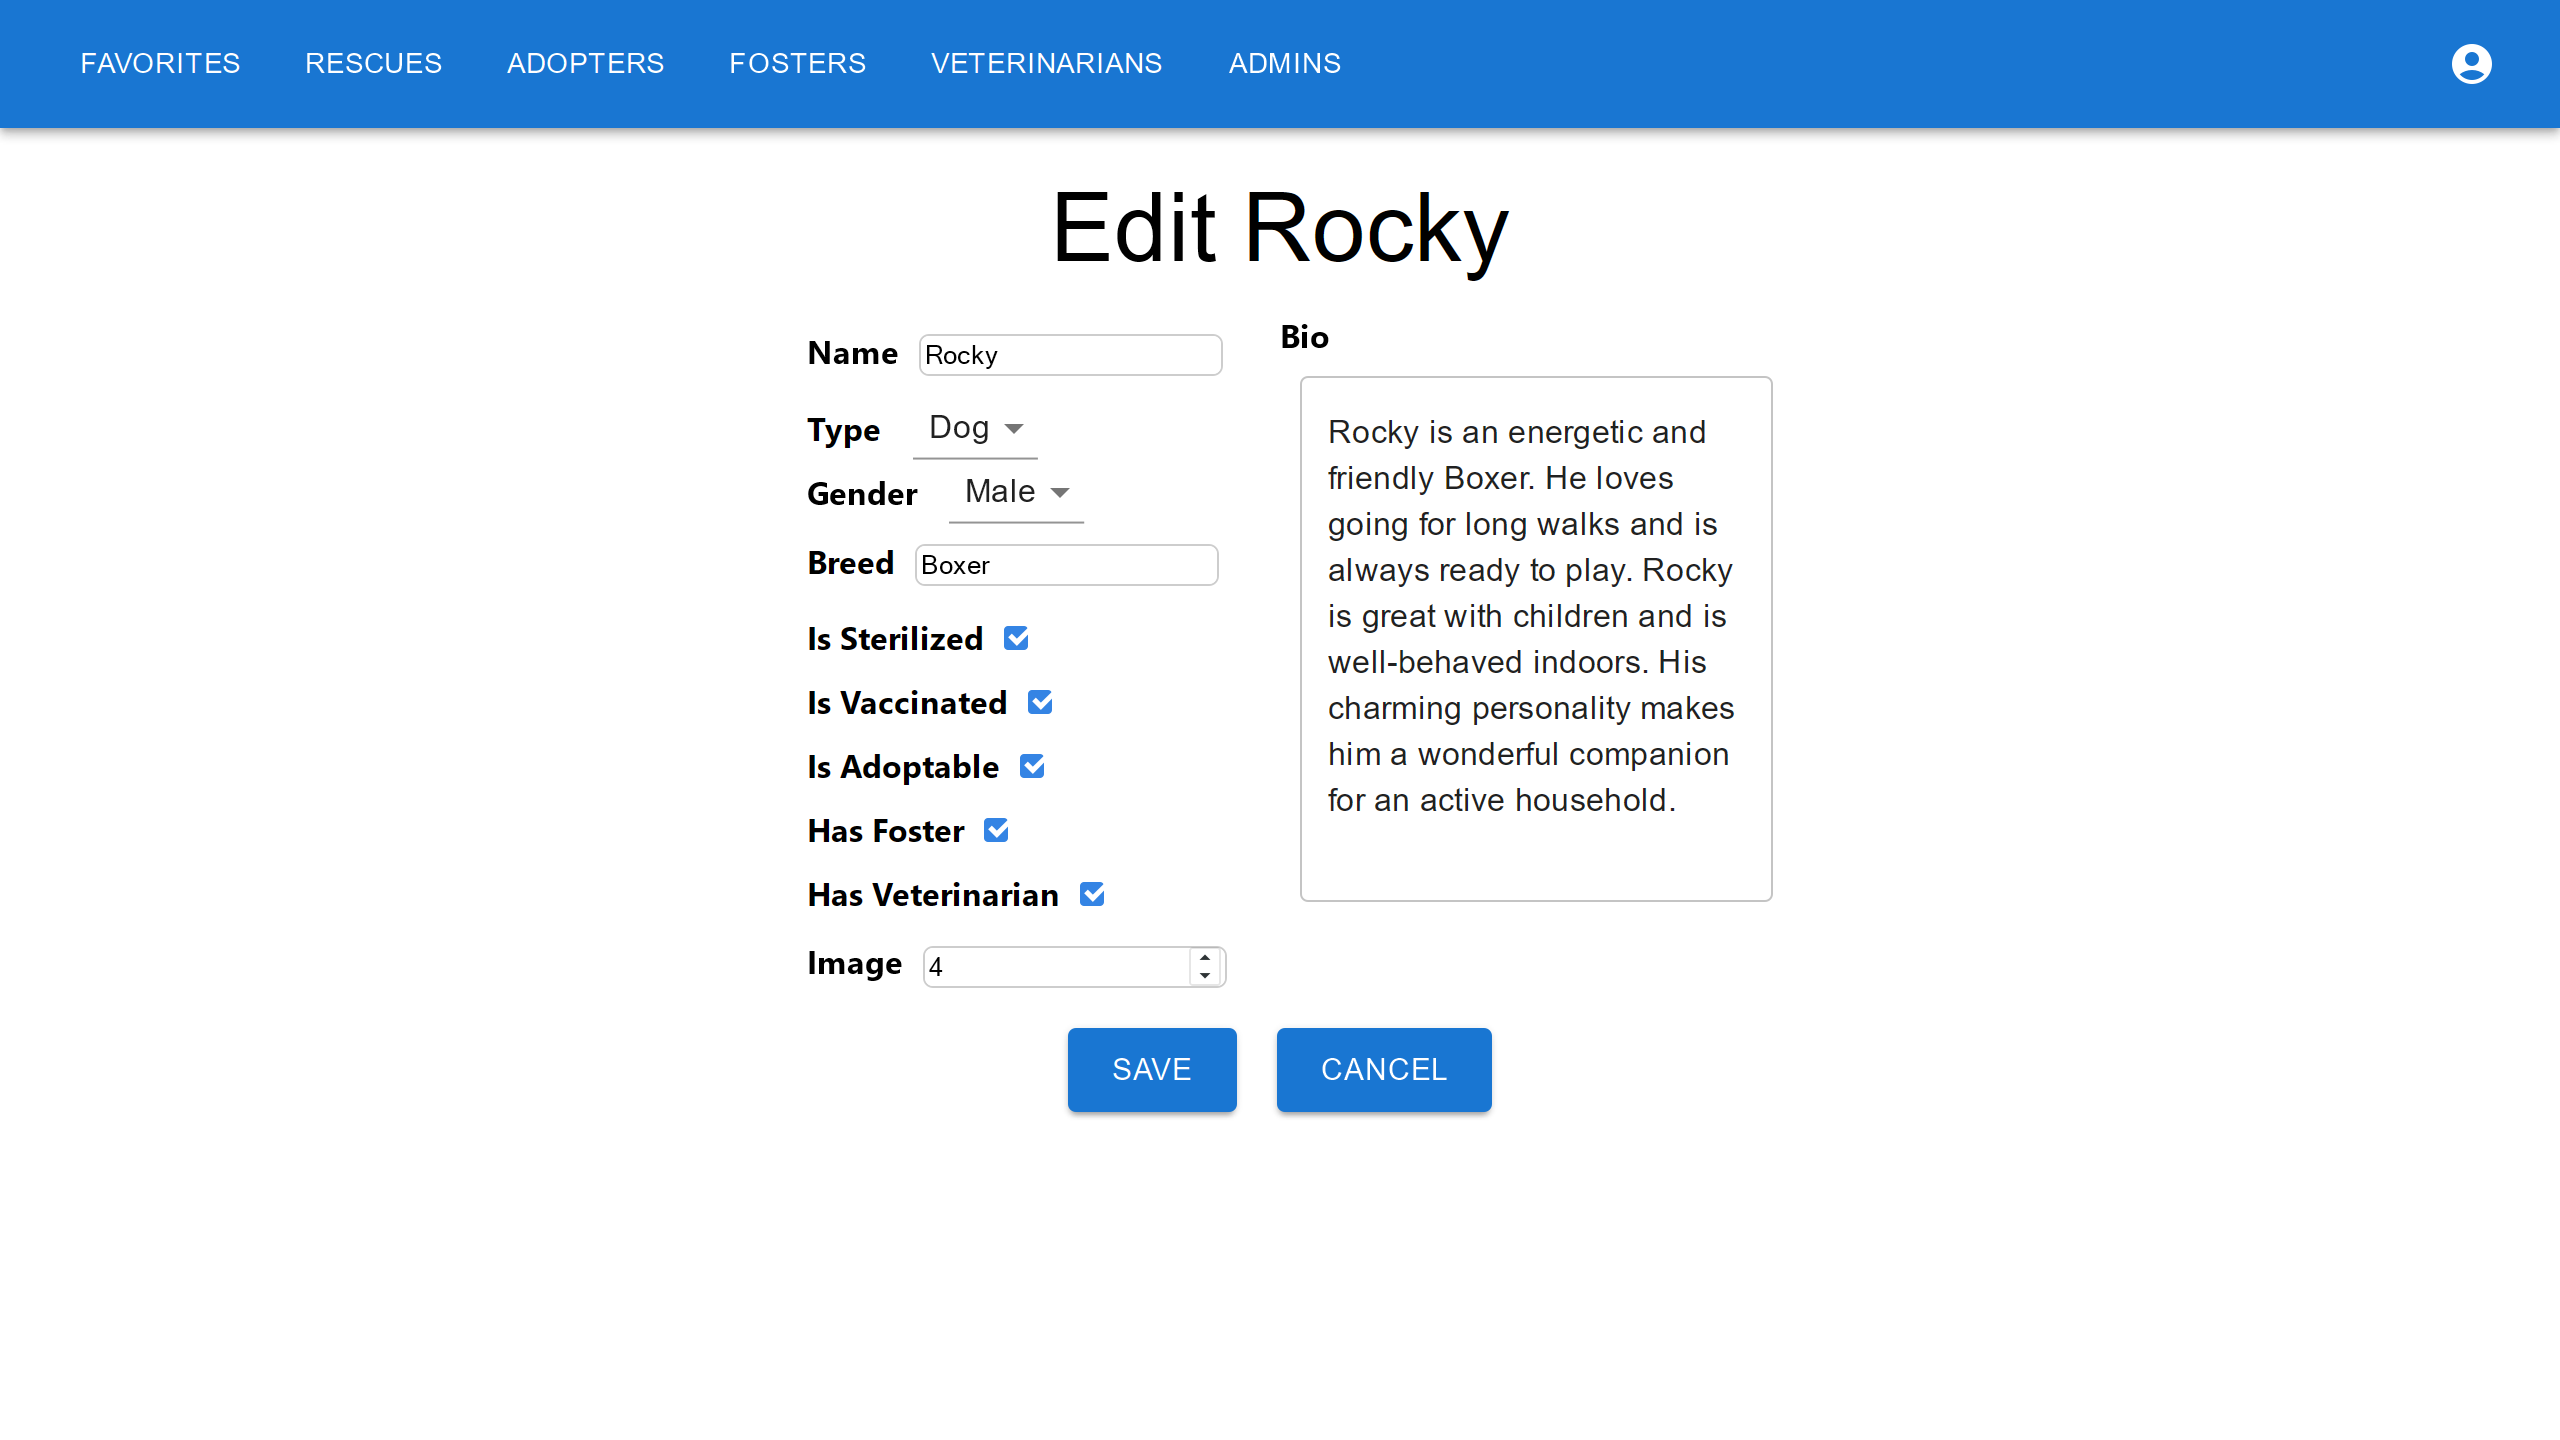 FAVORITES RESCUES ADOPTERS FOSTERS VETERINARIANS ADMINS
Edit Rocky
Name Rocky
Type Dog
Gender Male
Breed Boxer
Is Sterilized
Is Vaccinated
Is Adoptable
Has Foster
Has Veterinarian
Image 4
Bio
Rocky is an energetic and
friendly Boxer. He loves
going for long walks and is
always ready to play. Rocky
is great with children and is
well-behaved indoors. His
charming personality makes
him a wonderful companion
for an active household.
SAVE CANCEL